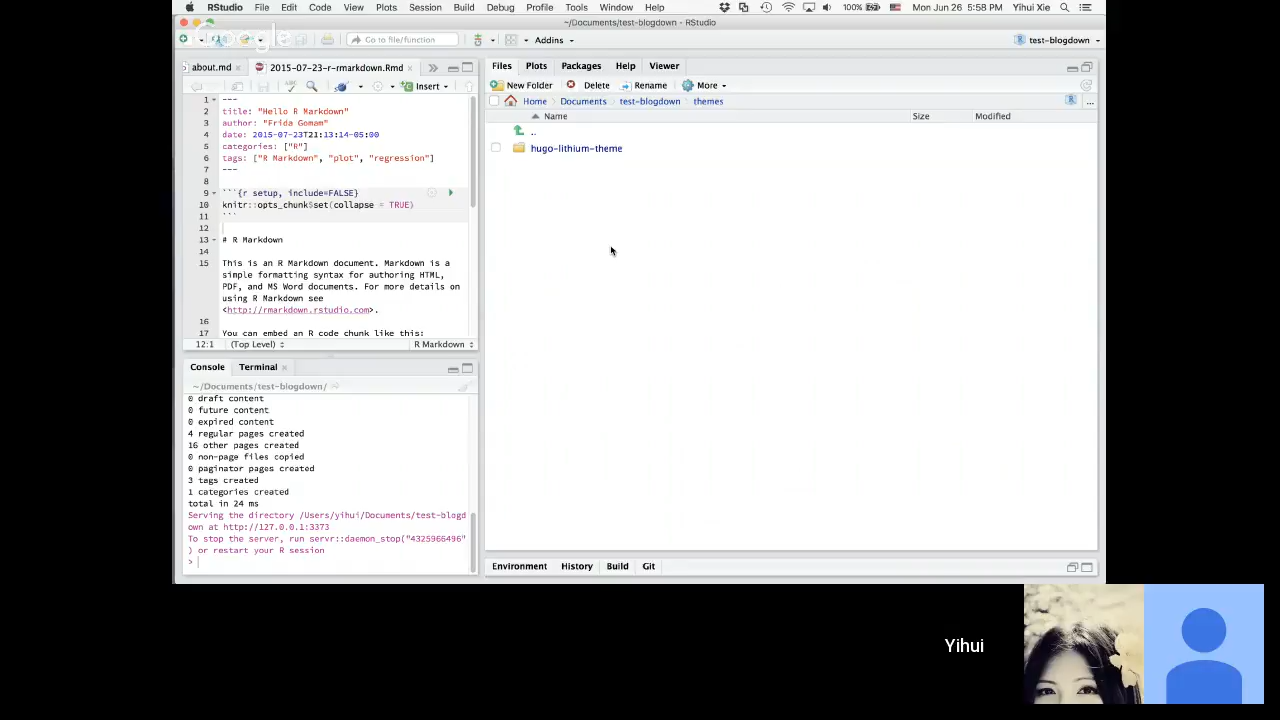 RStudio File Edit Code View Plots Session Build Debug Profile Tools Window Help 100% Mon Jun 26 5:58 PM Yihui Xie
~/Documents/test-blogdown - RStudio
Go to file/function Addins test-blogdown
about.md 2015-07-23-r-rmarkdown.Rmd
Insert
1 ---
2 title: "Hello R Markdown"
3 author: "Frida Gomam"
4 date: 2015-07-23T21:13:14-05:00
5 categories: ["R"]
6 tags: ["R Markdown", "plot", "regression"]
7 ---
8
9 ```{r setup, include=FALSE}
10 knitr::opts_chunk$set(collapse = TRUE)
11 ```
12
13 # R Markdown
14
15 This is an R Markdown document. Markdown is a
simple formatting syntax for authoring HTML,
PDF, and MS Word documents. For more details on
using R Markdown see
<http://rmarkdown.rstudio.com>.
16
17 You can embed an R code chunk like this:
12:1 (Top Level) R Markdown
Console Terminal
~/Documents/test-blogdown/
0 draft content
0 future content
0 expired content
4 regular pages created
16 other pages created
0 non-page files copied
0 paginator pages created
3 tags created
1 categories created
total in 24 ms
Serving the directory /Users/yihui/Documents/test-blogd
own at http://127.0.0.1:3373
To stop the server, run servr::daemon_stop("4325966496"
) or restart your R session
>
Files Plots Packages Help Viewer
New Folder Delete Rename More
Home Documents test-blogdown themes ...
Name Size Modified
..
hugo-lithium-theme
Environment History Build Git
Yihui